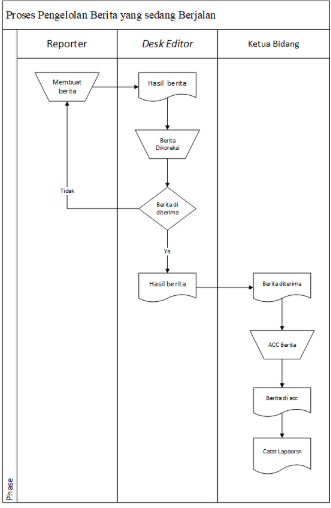 Proses Pengelolan Berita yang sedang Berjalan
Reporter
Desk Editor
Ketua Bidang
Membuat
berita
Hasil berita
Berita
Dikoreksi
Tidak
Berita di
diterima
Ya
Hasil berita
Berita diterima
ACC Berita
Berita di acc
Catat Lapoorsn
Phase